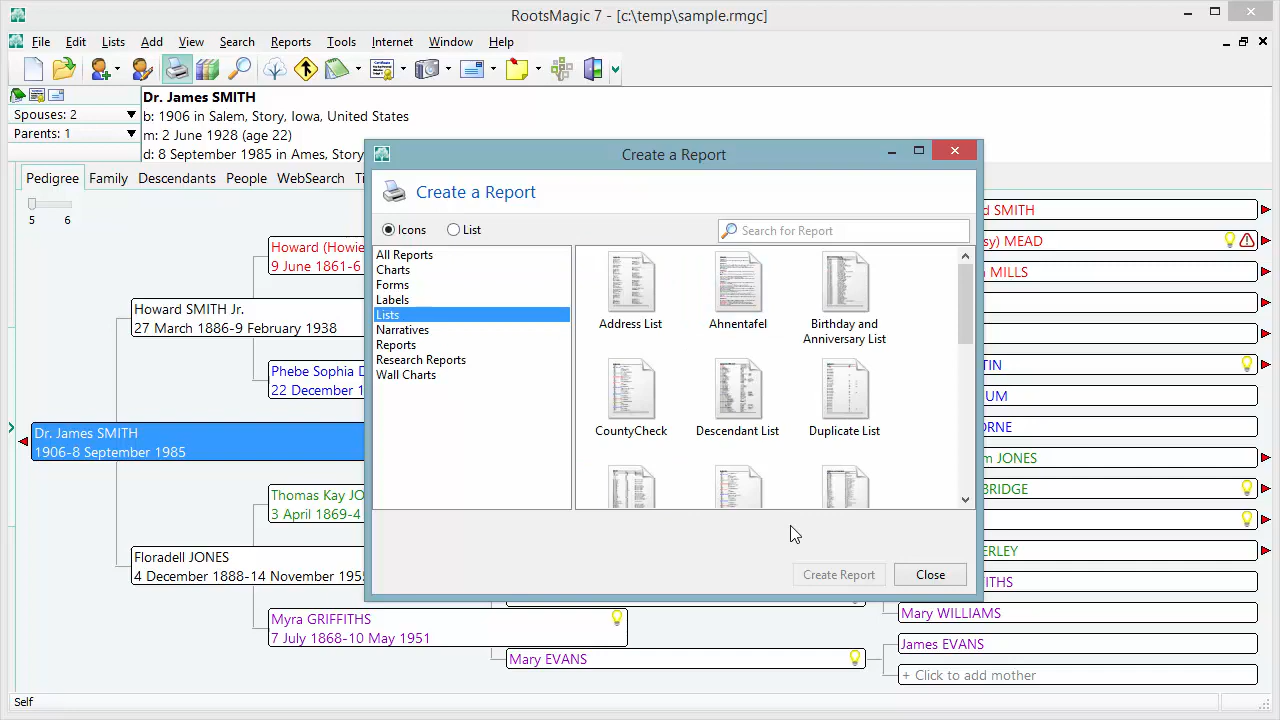 RootsMagic 7 - [c:\temp\sample.rmgc]
File Edit Lists Add View Search Reports Tools Internet Window Help
Dr. James SMITH
Spouses: 2
b: 1906 in Salem, Story, Iowa, United States
Parents: 1
m: 2 June 1928 (age 22)
d: 8 September 1985 in Ames, Story
Pedigree Family Descendants People WebSearch
5 6
Howard (Howie
9 June 1861-6
Howard SMITH Jr.
27 March 1886-9 February 1938
Phebe Sophia D
22 December 1
Dr. James SMITH
1906-8 September 1985
Thomas Kay JO
3 April 1869-4
Floradell JONES
4 December 1888-14 November 195
Myra GRIFFITHS
7 July 1868-10 May 1951
Mary EVANS
Create a Report
Create a Report
Icons List
Search for Report
All Reports
Charts
Forms
Labels
Lists
Narratives
Reports
Research Reports
Wall Charts
Address List
Ahnentafel
Birthday and
Anniversary List
CountyCheck
Descendant List
Duplicate List
Create Report Close
d SMITH
sy) MEAD
MILLS
TIN
UM
ORNE
m JONES
BRIDGE
ERLEY
ITHS
Mary WILLIAMS
James EVANS
+ Click to add mother
Self